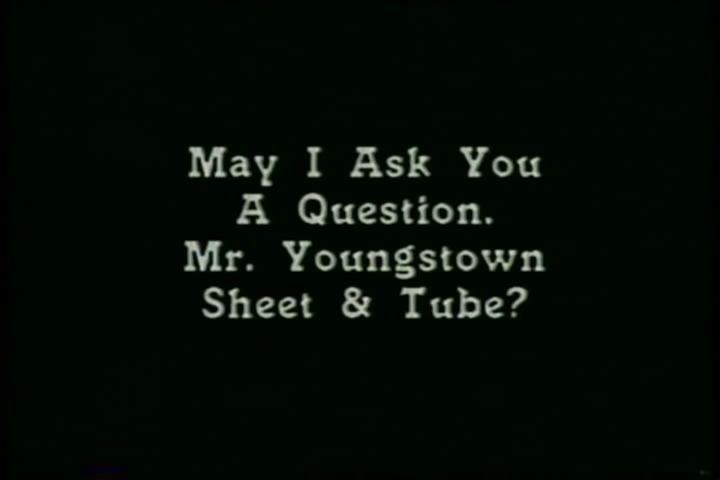 May I Ask You
A Question.
Mr. Youngstown
Sheet & Tube?